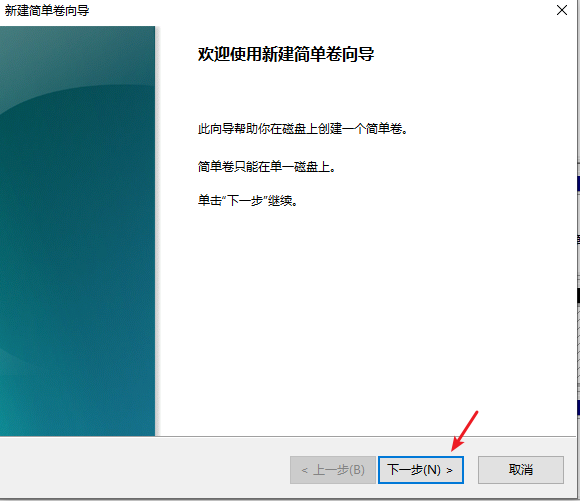 新建简单卷向导
欢迎使用新建简单卷向导
此向导帮助你在磁盘上创建一个简单卷。
简单卷只能在单一磁盘上。
单击"下一步"继续。
< 上一步(B)
下一步(N) >
取消